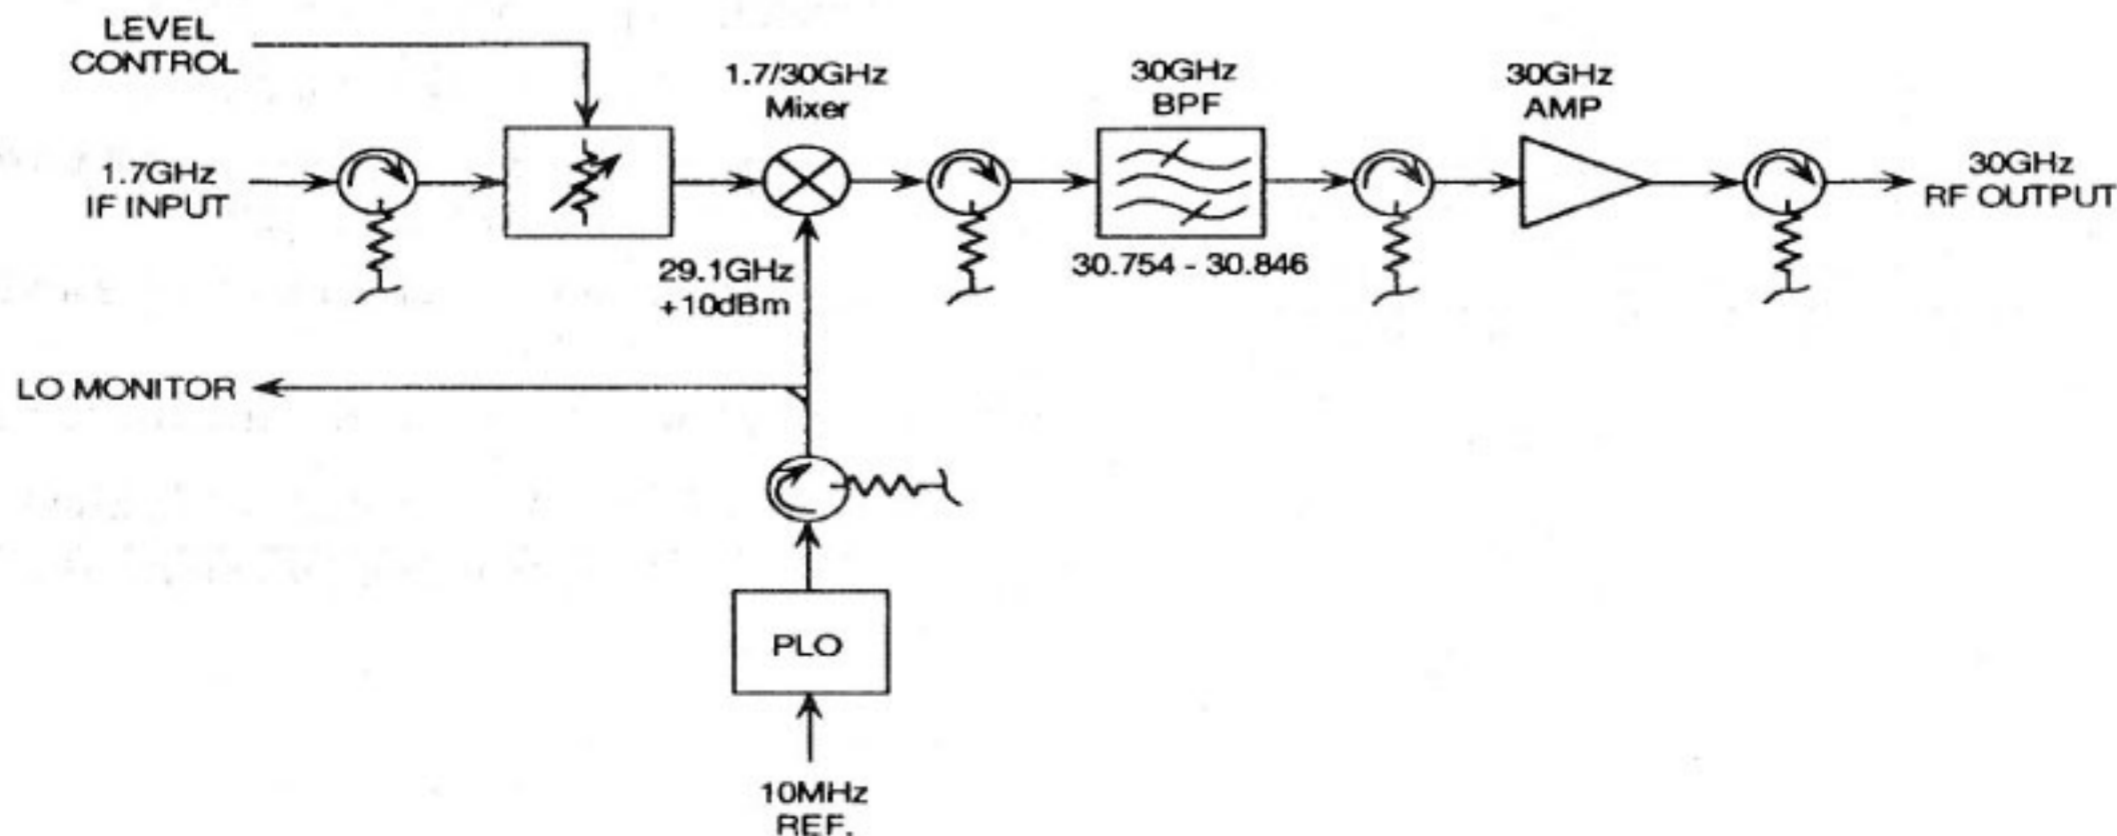 LEVEL
CONTROL
1.7GHz
IF INPUT
1.7/30GHz
Mixer
30GHz
BPF
30.754 - 30.846
30GHz
AMP
30GHz
RF OUTPUT
29.1GHz
+10dBm
LO MONITOR
PLO
10MHz
REF.